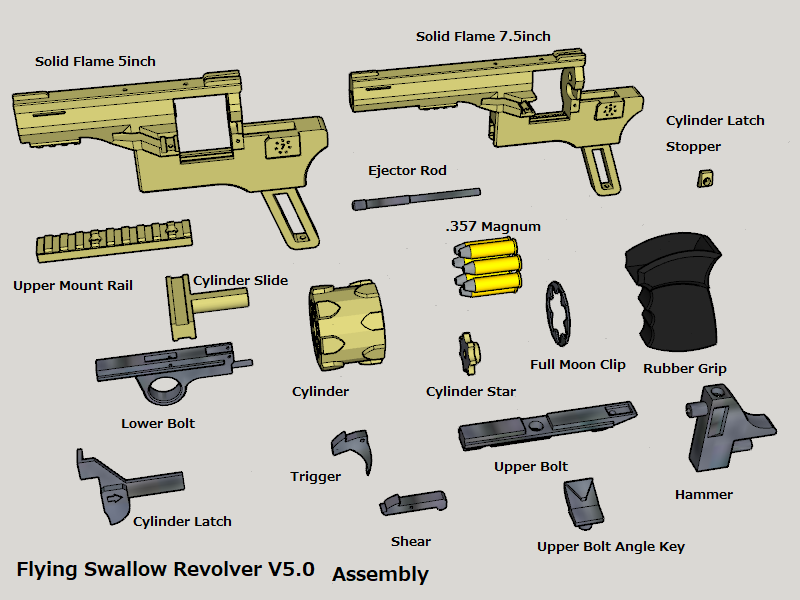 Solid Flame 5inch
Solid Flame 7.5inch
Cylinder Latch
Stopper
Ejector Rod
.357 Magnum
Upper Mount Rail
Cylinder Slide
Cylinder
Cylinder Star
Full Moon Clip
Rubber Grip
Lower Bolt
Trigger
Upper Bolt
Hammer
Cylinder Latch
Shear
Upper Bolt Angle Key
Flying Swallow Revolver V5.0
Assembly